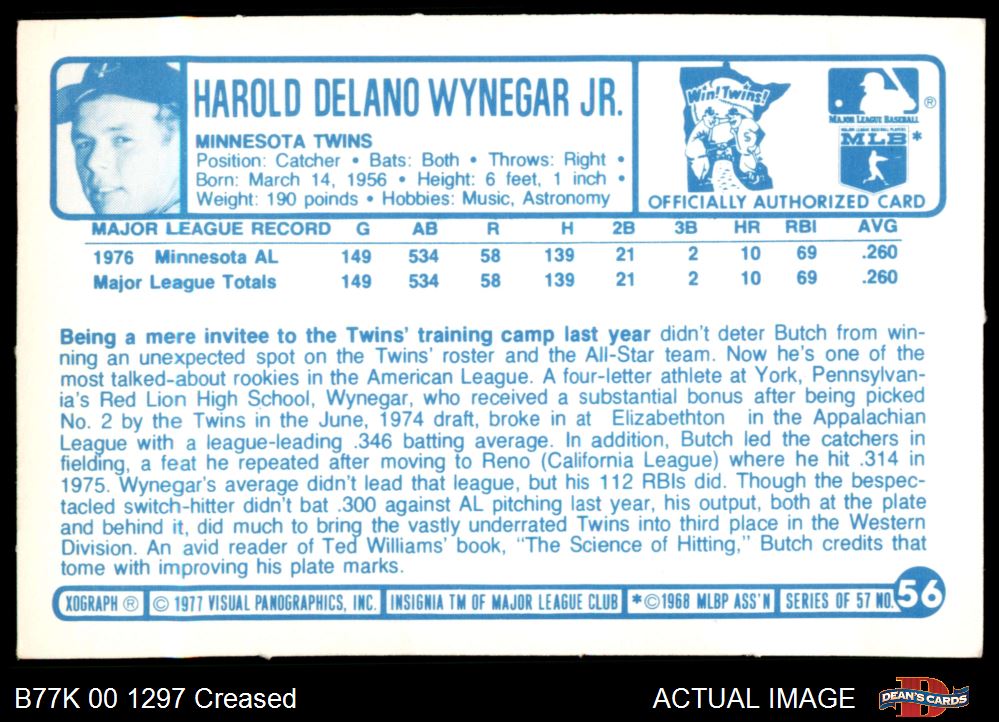 HAROLD DELANO WYNEGAR JR.
MINNESOTA TWINS
Position: Catcher • Bats: Both • Throws: Right •
Born: March 14, 1956 • Height: 6 feet, 1 inch •
Weight: 190 poinds • Hobbies: Music, Astronomy
Win! Twins!
®
MAJOR LEAGUE BASEBALL
MAJOR LEAGUE BASEBALL PLAYERS
MLB *
OFFICIALLY AUTHORIZED CARD
MAJOR LEAGUE RECORD G AB R H 2B 3B HR RBI AVG
1976 Minnesota AL 149 534 58 139 21 2 10 69 .260
Major League Totals 149 534 58 139 21 2 10 69 .260
Being a mere invitee to the Twins' training camp last year didn't deter Butch from win-
ning an unexpected spot on the Twins' roster and the All-Star team. Now he's one of the
most talked-about rookies in the American League. A four-letter athlete at York, Pennsylvan-
ia's Red Lion High School, Wynegar, who received a substantial bonus after being picked
No. 2 by the Twins in the June, 1974 draft, broke in at Elizabethton in the Appalachian
League with a league-leading .346 batting average. In addition, Butch led the catchers in
fielding, a feat he repeated after moving to Reno (California League) where he hit .314 in
1975. Wynegar's average didn't lead that league, but his 112 RBIs did. Though the bespec-
tacled switch-hitter didn't bat .300 against AL pitching last year, his output, both at the plate
and behind it, did much to bring the vastly underrated Twins into third place in the Western
Division. An avid reader of Ted Williams' book, "The Science of Hitting," Butch credits that
tome with improving his plate marks.
XOGRAPH ® © 1977 VISUAL PANOGRAPHICS, INC. INSIGNIA TM OF MAJOR LEAGUE CLUB *©1968 MLBP ASS'N SERIES OF 57 NO. 56
B77K 00 1297 Creased ACTUAL IMAGE DEAN'S CARDS